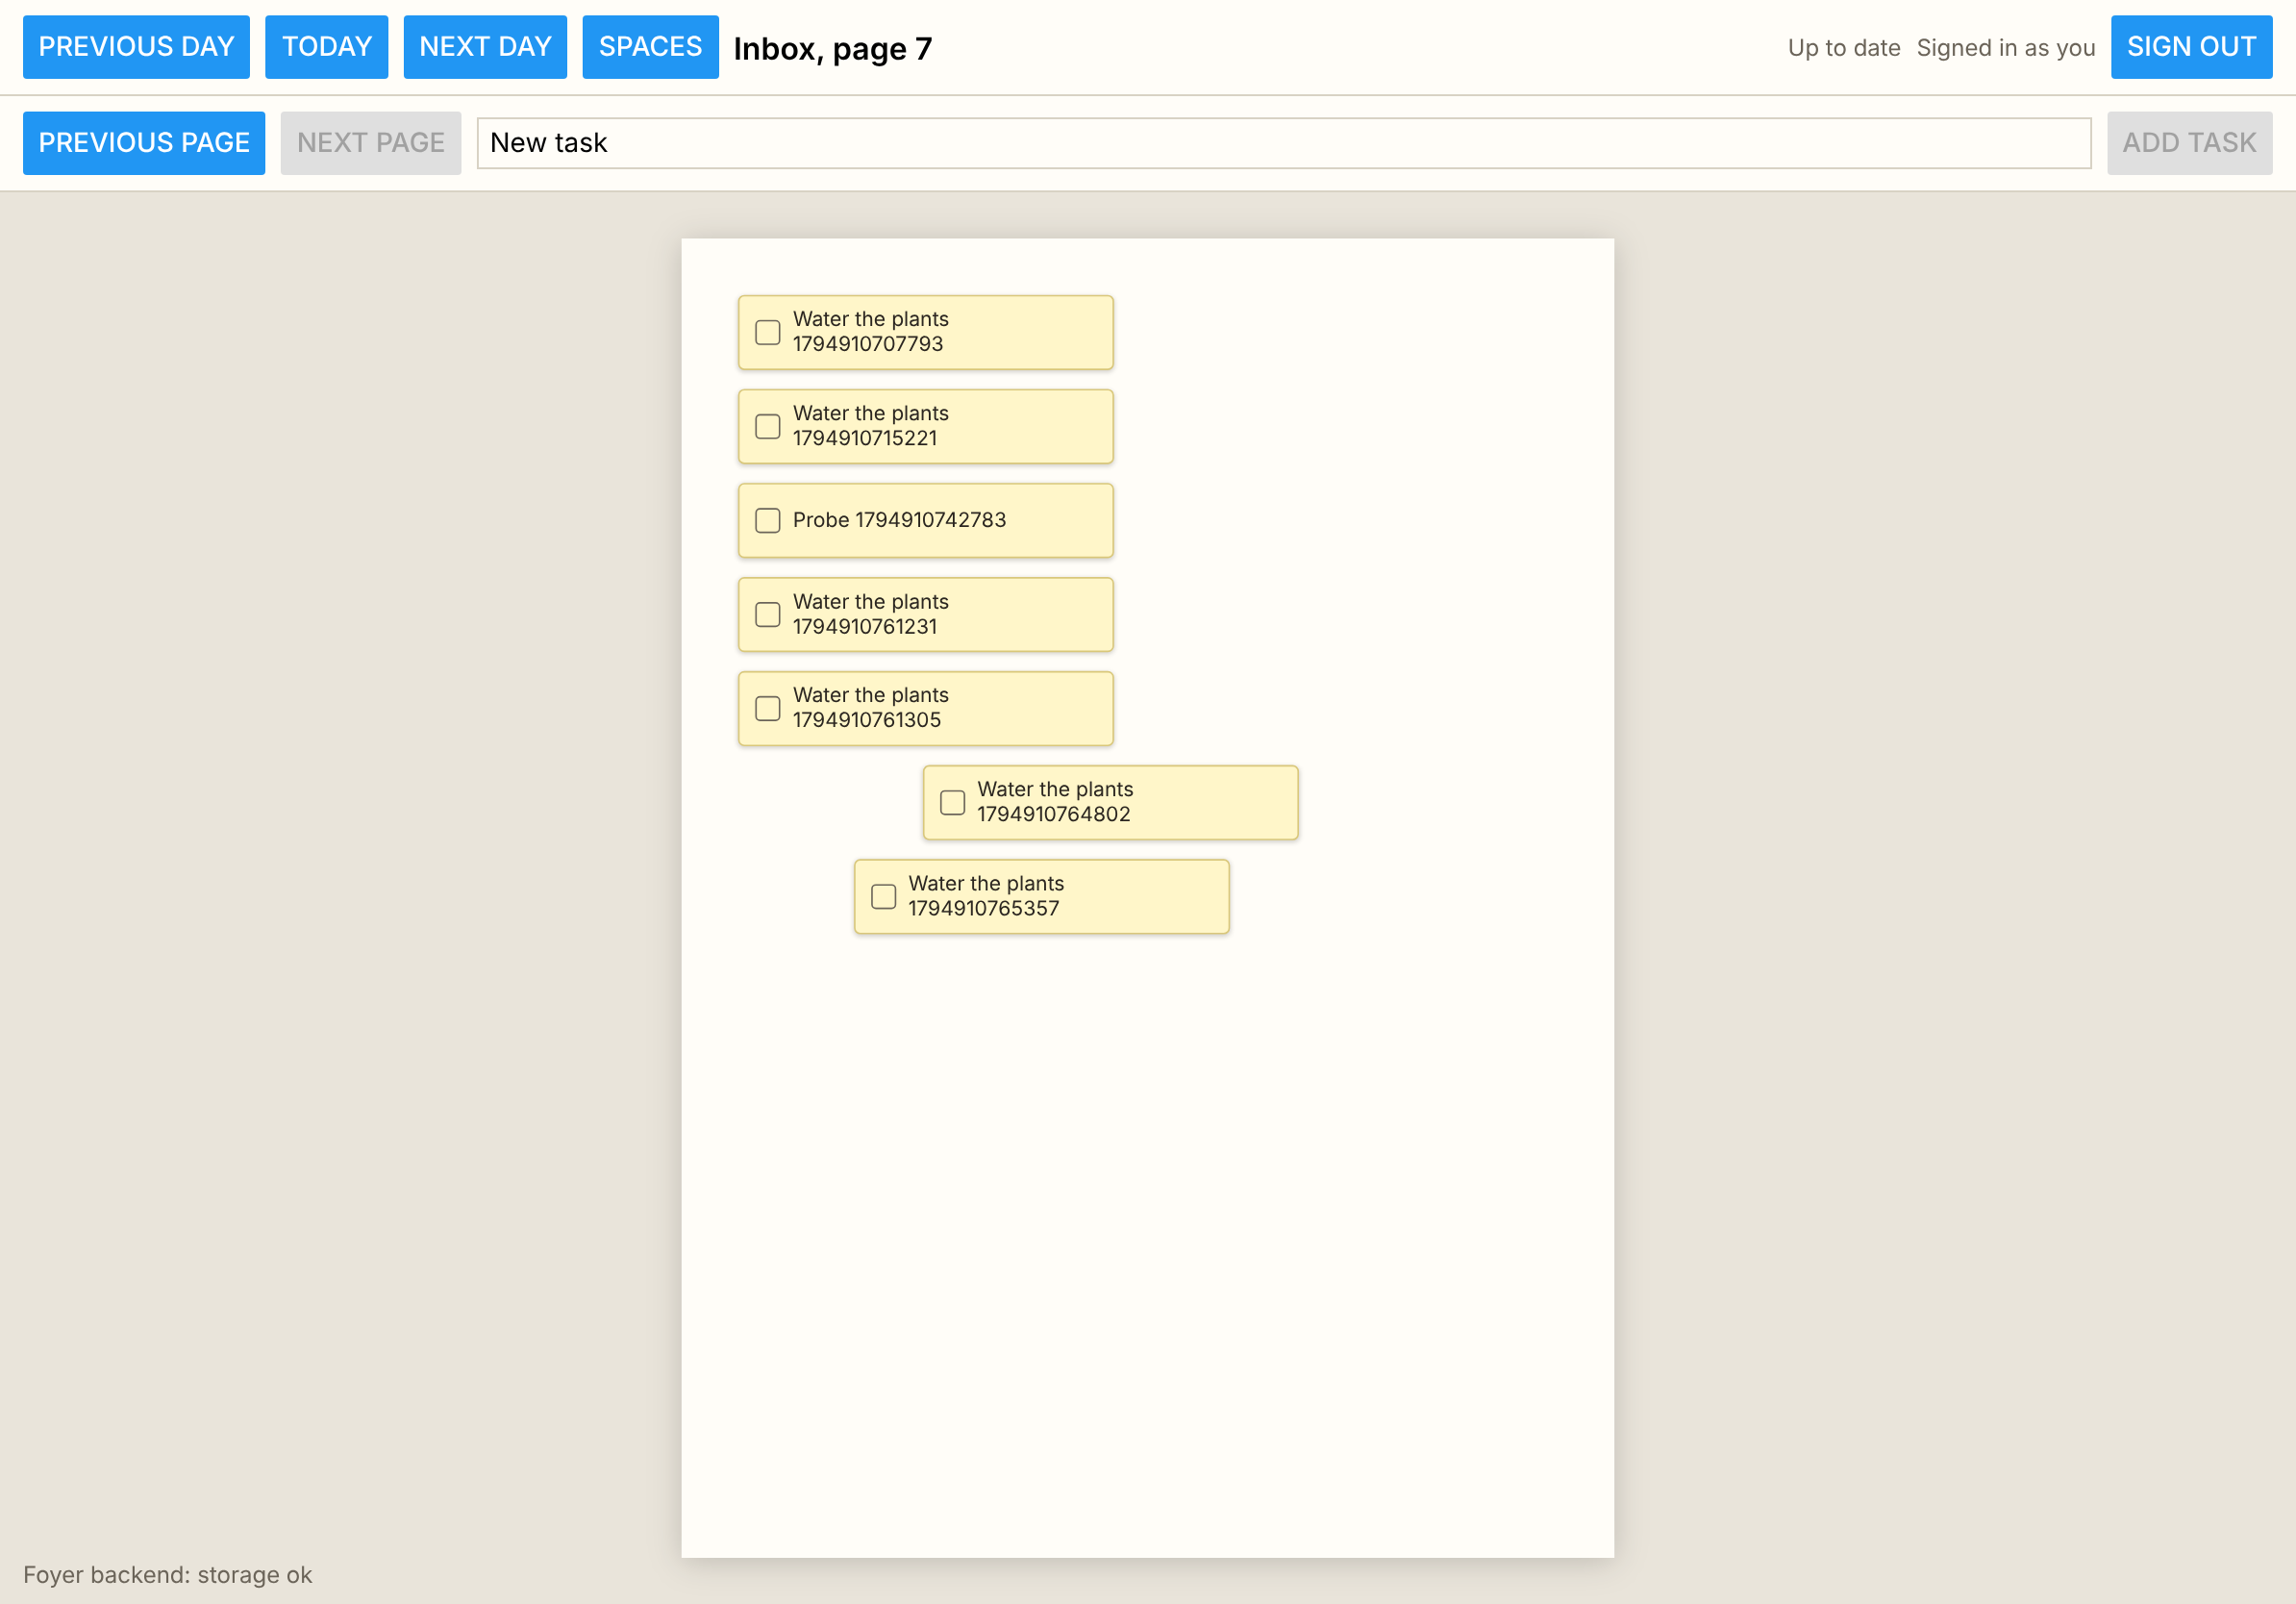 PREVIOUS DAY TODAY NEXT DAY SPACES Inbox, page 7 Up to date Signed in as you SIGN OUT
PREVIOUS PAGE NEXT PAGE New task ADD TASK
Water the plants
1794910707793
Water the plants
1794910715221
Probe 1794910742783
Water the plants
1794910761231
Water the plants
1794910761305
Water the plants
1794910764802
Water the plants
1794910765357
Foyer backend: storage ok